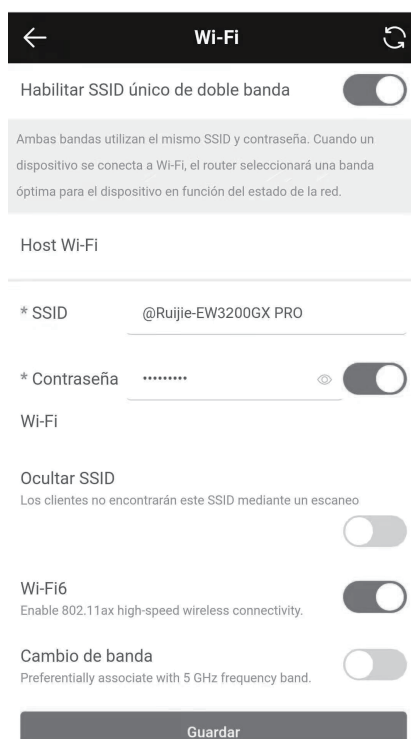 Wi-Fi
Habilitar SSID único de doble banda
Ambas bandas utilizan el mismo SSID y contraseña. Cuando un
dispositivo se conecta a Wi-Fi, el router seleccionará una banda
óptima para el dispositivo en función del estado de la red.
Host Wi-Fi
* SSID @Ruijie-EW3200GX PRO
* Contraseña •••••••••
Wi-Fi
Ocultar SSID
Los clientes no encontrarán este SSID mediante un escaneo
Wi-Fi6
Enable 802.11ax high-speed wireless connectivity.
Cambio de banda
Preferentially associate with 5 GHz frequency band.
Guardar